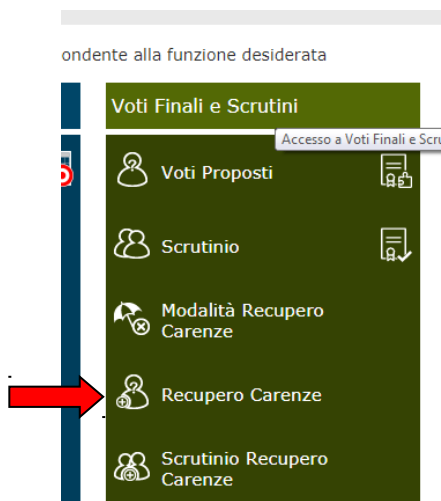 ondente alla funzione desiderata
Voti Finali e Scrutini
Accesso a Voti Finali e Scru
Voti Proposti
Scrutinio
Modalità Recupero
Carenze
Recupero Carenze
Scrutinio Recupero
Carenze